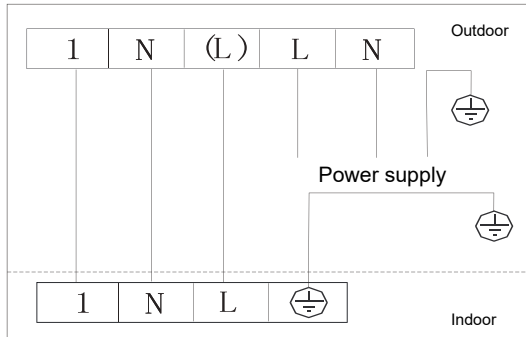 Outdoor
1 N (L) L N
Power supply
1 N L
Indoor